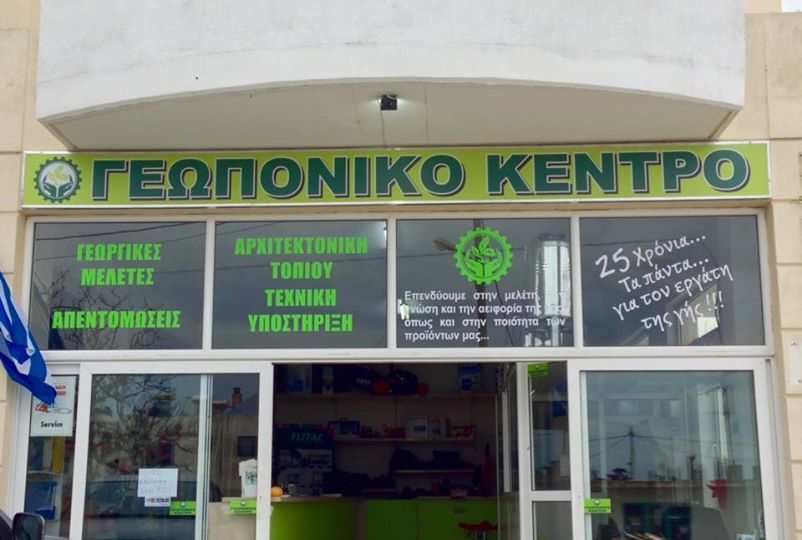 ΓΕΩΠΟΝΙΚΟ ΚΕΝΤΡΟ
ΓΕΩΡΓΙΚΕΣ
ΜΕΛΕΤΕΣ
ΑΠΕΝΤΟΜΩΣΕΙΣ
ΑΡΧΙΤΕΚΤΟΝΙΚΗ
ΤΟΠΙΟΥ
ΤΕΧΝΙΚΗ
ΥΠΟΣΤΗΡΙΞΗ
Επενδύουμε στην μελέτη,
γνώση και την αειφορία της
όπως και στην ποιότητα των
προϊόντων μας...
25 Χρόνια...
Τα πάντα...
για τον εργάτη
της γής!!!
Service
TOTAL